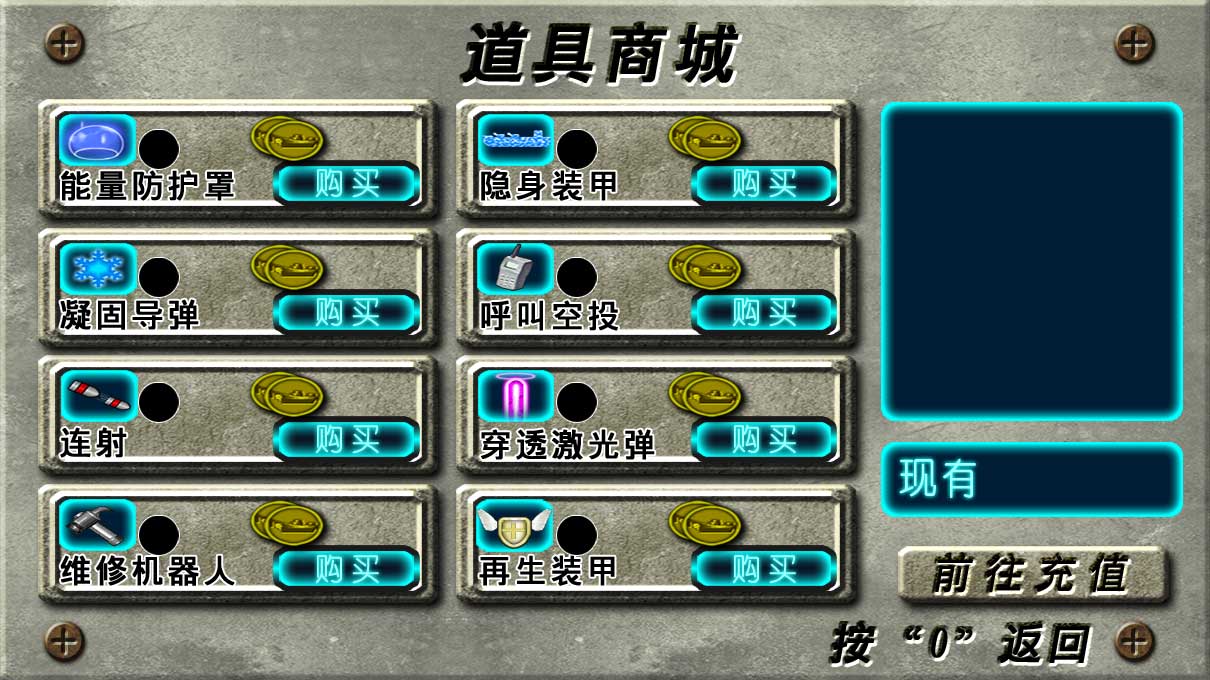 道具商城
能量防护罩
购买
隐身装甲
购买
凝固导弹
购买
呼叫空投
购买
连射
购买
穿透激光弹
购买
维修机器人
购买
再生装甲
购买
现有
前往充值
按“0”返回